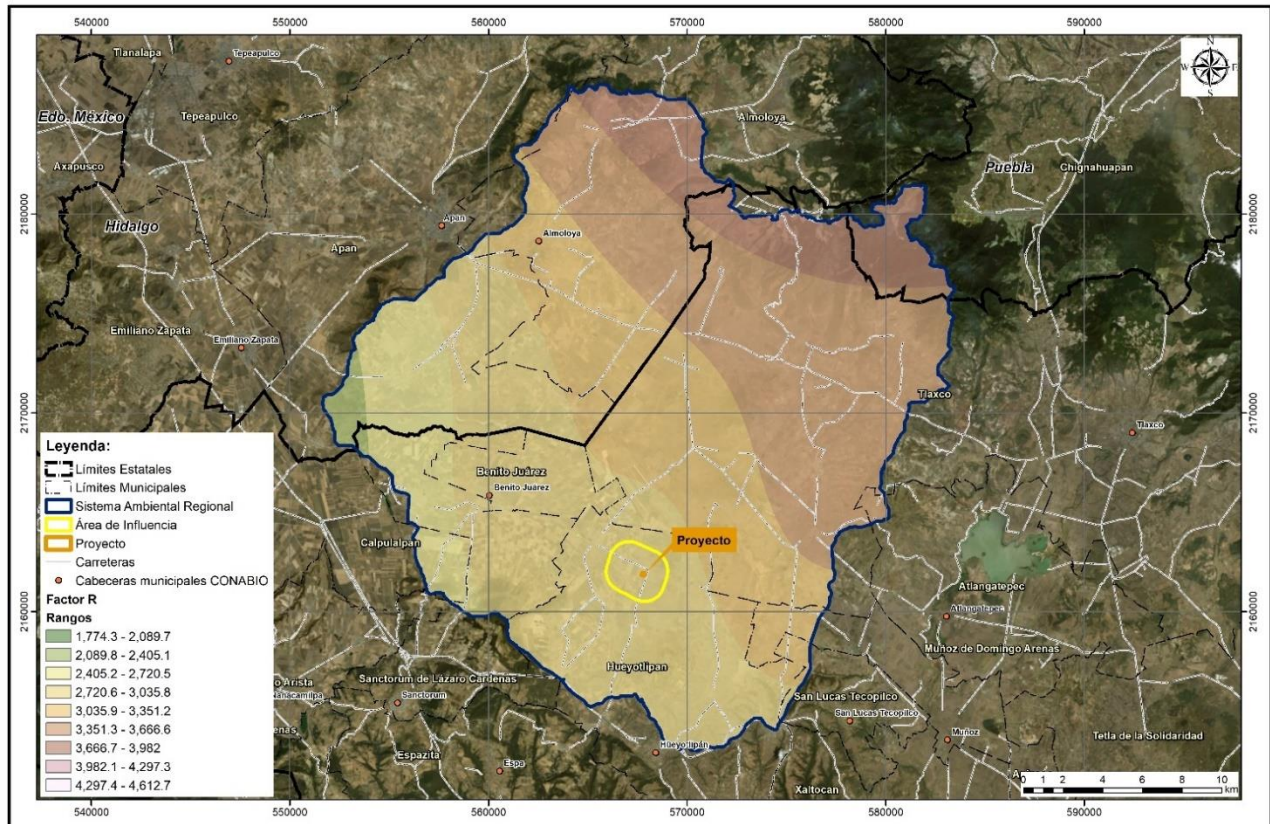 540000 550000 560000 570000 580000 590000
N
W E
S
Tlanalapa
Tepeapulco
Edo. México
Tepeapulco
Almoloya
Axapusco
Puebla
Chignahuapan
Hidalgo
Apan
Apan
Almoloya
2180000 2180000
Emiliano Zapata
Emiliano Zapata
Tlaxco
Tlaxco
2170000 2170000
Benito Juárez
Benito Juárez
Calpulalpan
Proyecto
Atlangatepec
Atlangatepec
2160000 2160000
Muñoz de Domingo Arenas
Hueyotlipan
Sanctorum de Lázaro Cárdenas
Sanctorum
Nanacamilpa
San Lucas Tecopilco
San Lucas Tecopilco
Muñoz
Tetla de la Solidaridad
Hueyotlipán
Espazita
Espe
Xaltocan
Leyenda:
Límites Estatales
Límites Municipales
Sistema Ambiental Regional
Área de Influencia
Proyecto
Carreteras
Cabeceras municipales CONABIO
Factor R
Rangos
1,774.3 - 2,089.7
2,089.8 - 2,405.1
2,405.2 - 2,720.5
2,720.6 - 3,035.8
3,035.9 - 3,351.2
3,351.3 - 3,666.6
3,666.7 - 3,982
3,982.1 - 4,297.3
4,297.4 - 4,612.7
0 1 2 4 6 8 10
km
540000 550000 560000 570000 580000 590000